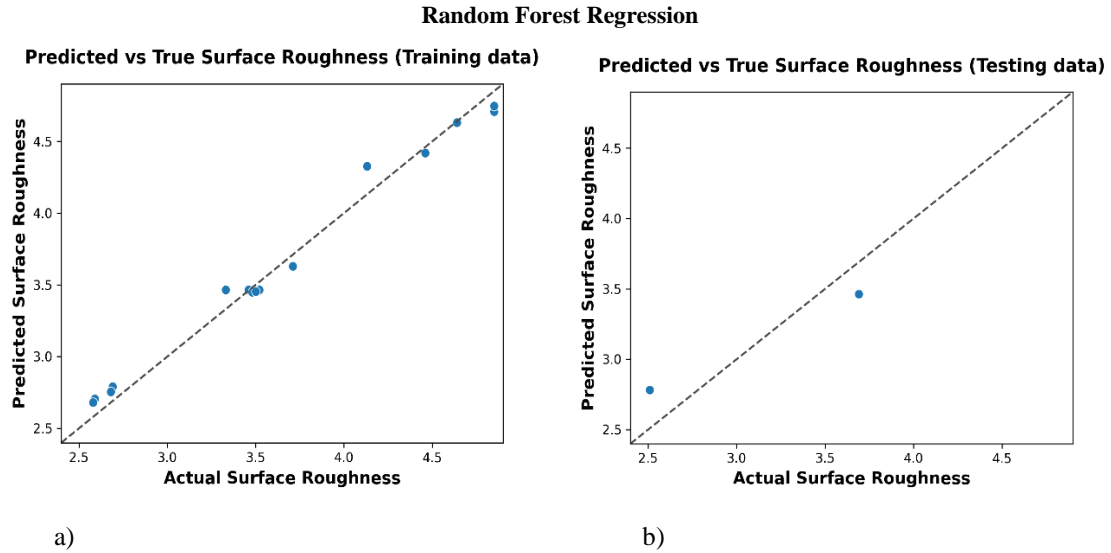 Random Forest Regression
Predicted vs True Surface Roughness (Training data)
Predicted Surface Roughness
4.5
4.0
3.5
3.0
2.5
2.5 3.0 3.5 4.0 4.5
Actual Surface Roughness
a)
Predicted vs True Surface Roughness (Testing data)
Predicted Surface Roughness
4.5
4.0
3.5
3.0
2.5
2.5 3.0 3.5 4.0 4.5
Actual Surface Roughness
b)